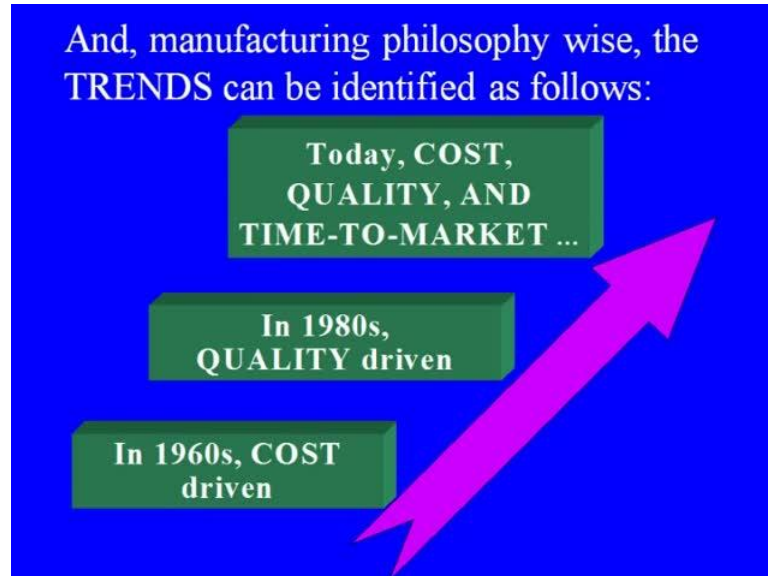 And, manufacturing philosophy wise, the
TRENDS can be identified as follows:
Today, COST,
QUALITY, AND
TIME-TO-MARKET ...
In 1980s,
QUALITY driven
In 1960s, COST
driven